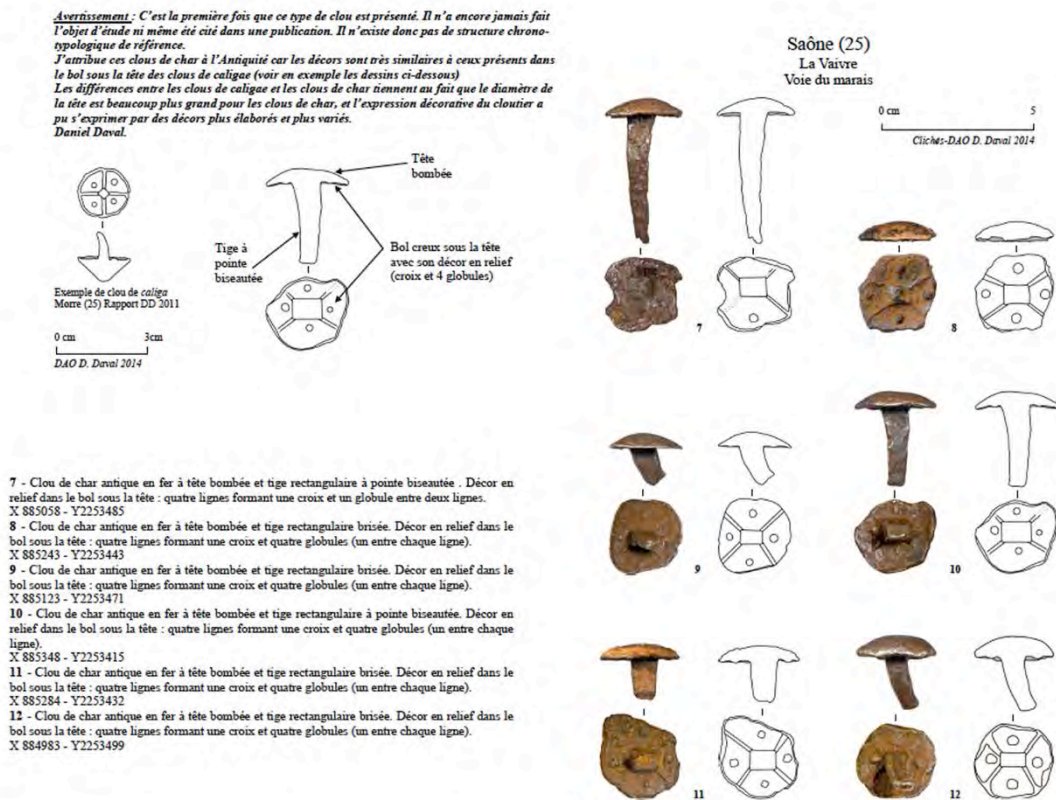 Avertissement : C'est la première fois que ce type de clou est présenté. Il n'a encore jamais fait
l'objet d'étude ni même été cité dans une publication. Il n'existe donc pas de structure chrono-
typologique de référence.
J'attribue ces clous de char à l'Antiquité car les décors sont très similaires à ceux présents dans
le bol sous la tête des clous de caligae (voir en exemple les dessins ci-dessous)
Les différences entre les clous de caligae et les clous de char tiennent au fait que le diamètre de
la tête est beaucoup plus grand pour les clous de char, et l'expression décorative du cloutier a
pu s'exprimer par des décors plus élaborés et plus variés.
Daniel Daval.
Tête
bombée
Tige à
pointe
biseautée
Bol creux sous la tête
avec son décor en relief
(croix et 4 globules)
Exemple de clou de caliga
Morre (25) Rapport DD 2011
0 cm 3cm
DAO D. Daval 2014
7 - Clou de char antique en fer à tête bombée et tige rectangulaire à pointe biseautée . Décor en
relief dans le bol sous la tête : quatre lignes formant une croix et un globule entre deux lignes.
X 885058 - Y2253485
8 - Clou de char antique en fer à tête bombée et tige rectangulaire brisée. Décor en relief dans le
bol sous la tête : quatre lignes formant une croix et quatre globules (un entre chaque ligne).
X 885243 - Y2253443
9 - Clou de char antique en fer à tête bombée et tige rectangulaire brisée. Décor en relief dans le
bol sous la tête : quatre lignes formant une croix et quatre globules (un entre chaque ligne).
X 885123 - Y2253471
10 - Clou de char antique en fer à tête bombée et tige rectangulaire à pointe biseautée. Décor en
relief dans le bol sous la tête : quatre lignes formant une croix et quatre globules (un entre chaque
ligne).
X 885348 - Y2253415
11 - Clou de char antique en fer à tête bombée et tige rectangulaire brisée. Décor en relief dans le
bol sous la tête : quatre lignes formant une croix et quatre globules (un entre chaque ligne).
X 885284 - Y2253432
12 - Clou de char antique en fer à tête bombée et tige rectangulaire brisée. Décor en relief dans le
bol sous la tête : quatre lignes formant une croix et quatre globules (un entre chaque ligne).
X 884983 - Y2253499
Saône (25)
La Vaivre
Voie du marais
0 cm 5
Clichés-DAO D. Daval 2014
7
8
9
10
11
12